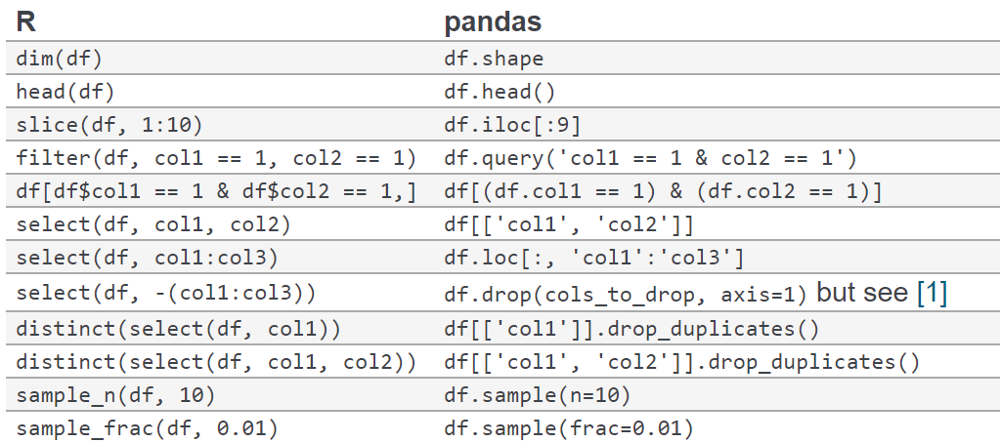 R pandas
dim(df) df.shape
head(df) df.head()
slice(df, 1:10) df.iloc[:9]
filter(df, col1 == 1, col2 == 1) df.query('col1 == 1 & col2 == 1')
df[df$col1 == 1 & df$col2 == 1,] df[(df.col1 == 1) & (df.col2 == 1)]
select(df, col1, col2) df[['col1', 'col2']]
select(df, col1:col3) df.loc[:, 'col1':'col3']
select(df, -(col1:col3)) df.drop(cols_to_drop, axis=1) but see [1]
distinct(select(df, col1)) df[['col1']].drop_duplicates()
distinct(select(df, col1, col2)) df[['col1', 'col2']].drop_duplicates()
sample_n(df, 10) df.sample(n=10)
sample_frac(df, 0.01) df.sample(frac=0.01)